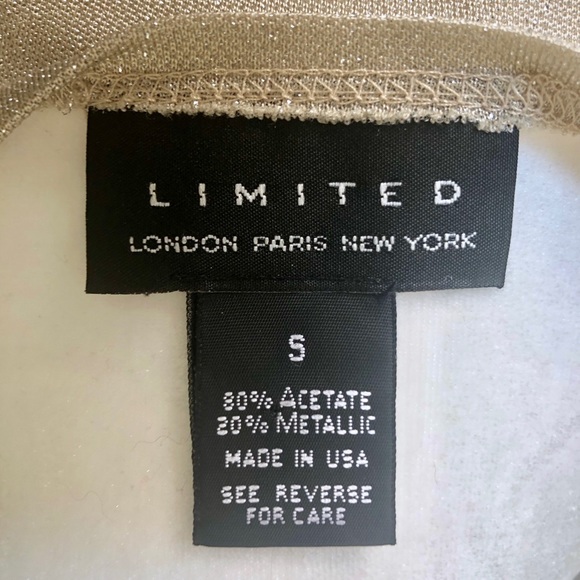 LIMITED
LONDON PARIS NEW YORK
S
80% ACETATE
20% METALLIC
MADE IN USA
SEE REVERSE
FOR CARE